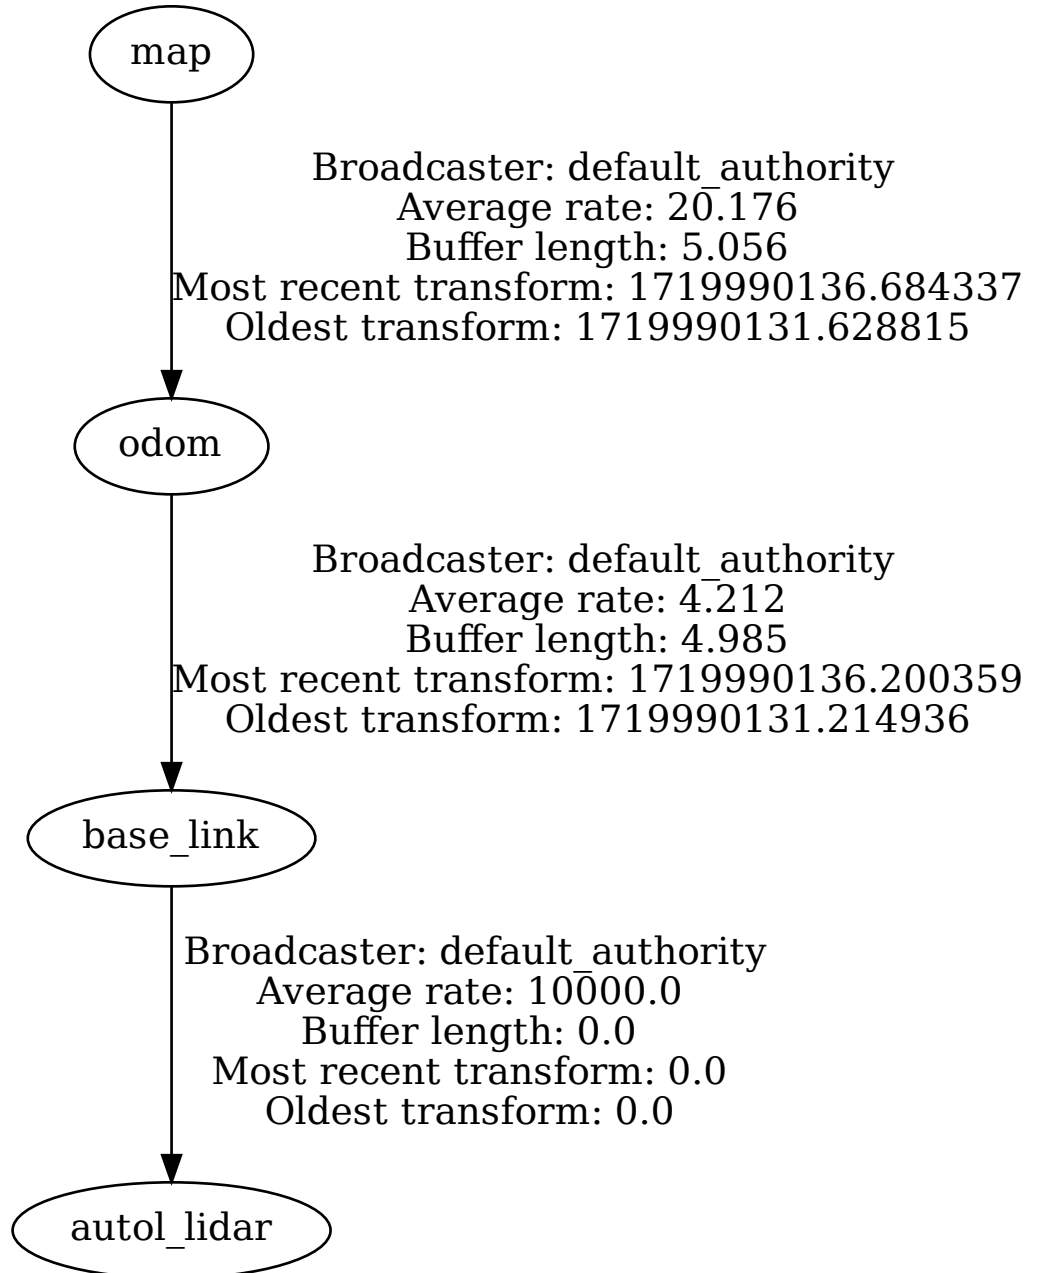 map
Broadcaster: default_authority
Average rate: 20.176
Buffer length: 5.056
Most recent transform: 1719990136.684337
Oldest transform: 1719990131.628815
odom
Broadcaster: default_authority
Average rate: 4.212
Buffer length: 4.985
Most recent transform: 1719990136.200359
Oldest transform: 1719990131.214936
base_link
Broadcaster: default_authority
Average rate: 10000.0
Buffer length: 0.0
Most recent transform: 0.0
Oldest transform: 0.0
autol_lidar